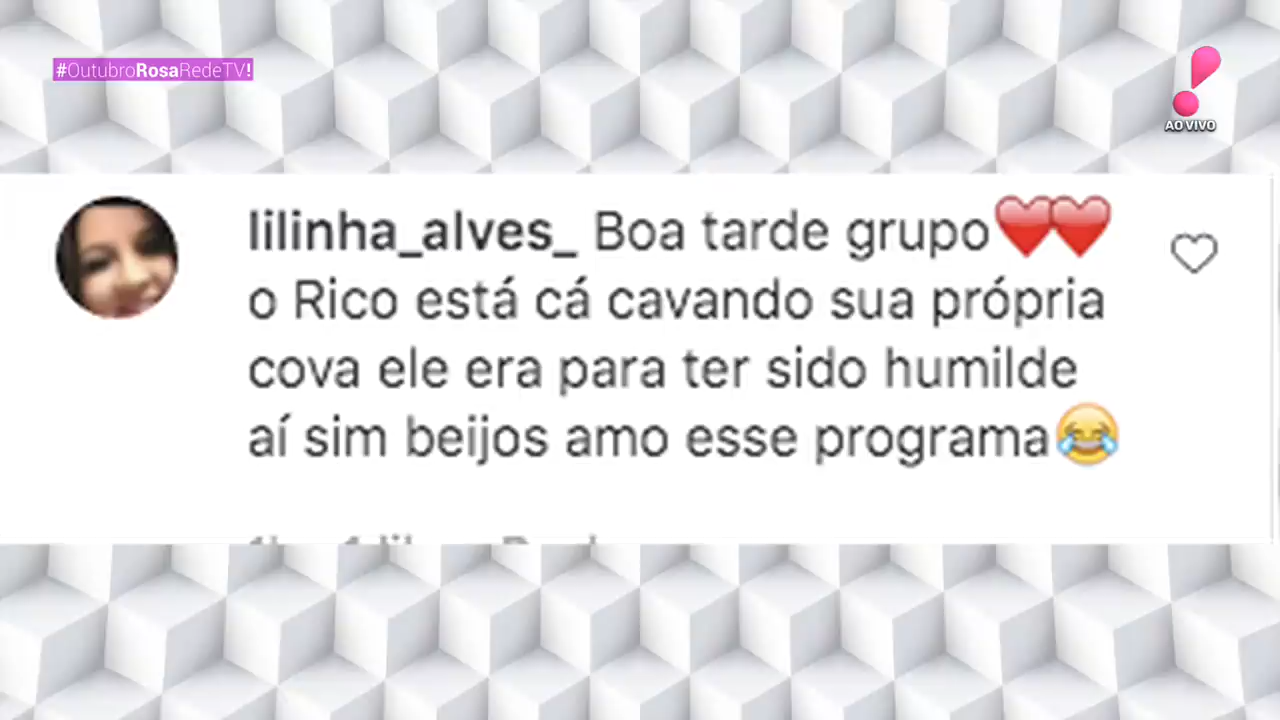 #OutubroRosaRedeTV!
AO VIVO
lilinha_alves_ Boa tarde grupo❤️❤️
o Rico está cá cavando sua própria
cova ele era para ter sido humilde
aí sim beijos amo esse programa😂